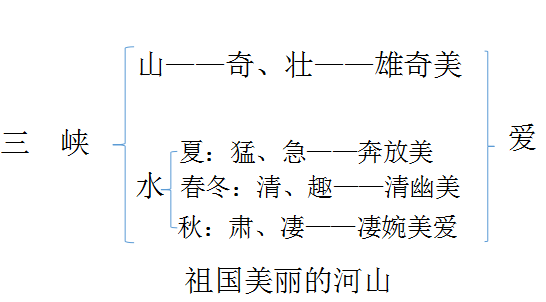 山——奇、壮——雄奇美
三 峡
爱
夏：猛、急——奔放美
水
春冬：清、趣——清幽美
秋：肃、凄——凄婉美爱
祖国美丽的河山